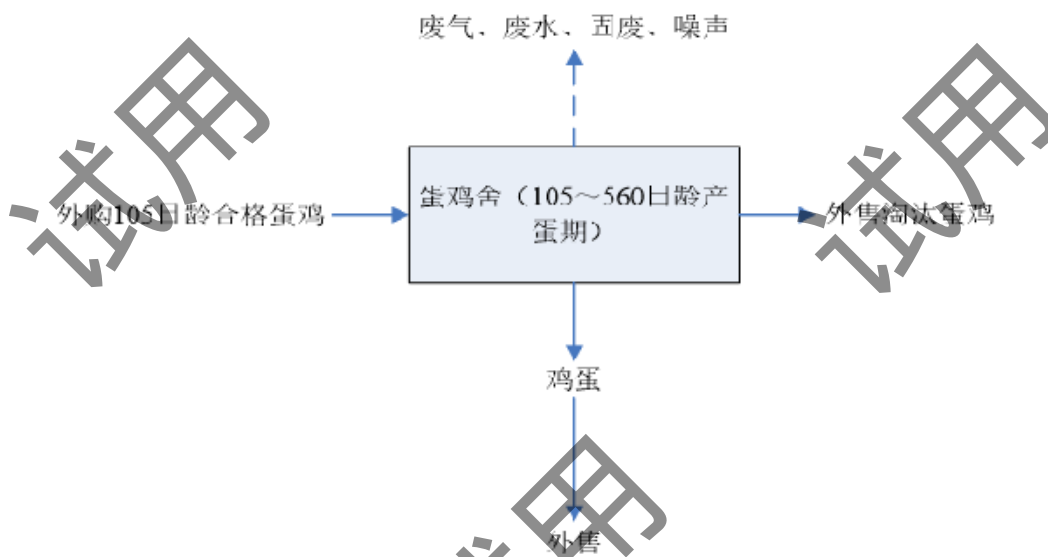 废气、废水、固废、噪声
外购105日龄合格蛋鸡
蛋鸡舍（105～560日龄产
蛋期）
外售淘汰蛋鸡
鸡蛋
外售
试用
试用
试用